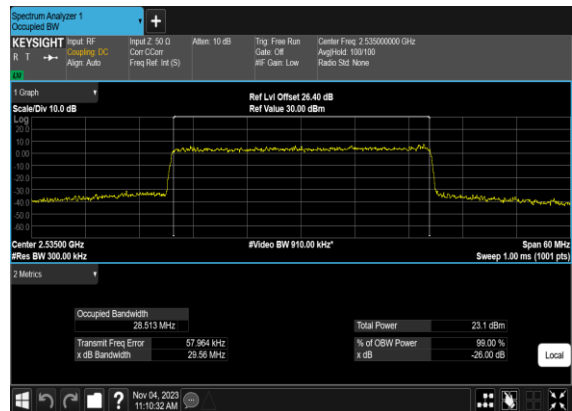 Spectrum Analyzer 1
Occupied BW
+
KEYSIGHT Input: RF Input Z: 50 Ω Atten: 10 dB Trig: Free Run Center Freq: 2.535000000 GHz
R T Coupling: DC Corr CCorr Gate: Off Avg|Hold: 100/100
Align: Auto Freq Ref: Int (S) #IF Gain: Low Radio Std: None
1 Graph
Ref Lvl Offset 26.40 dB
Scale/Div 10.0 dB Ref Value 30.00 dBm
Log
20.0
10.0
0.00
-10.0
-20.0
-30.0
-40.0
-50.0
-60.0
Center 2.53500 GHz #Video BW 910.00 kHz* Span 60 MHz
#Res BW 300.00 kHz Sweep 1.00 ms (1001 pts)
2 Metrics
Occupied Bandwidth
28.513 MHz Total Power 23.1 dBm
Transmit Freq Error 57.964 kHz % of OBW Power 99.00 %
x dB Bandwidth 29.56 MHz x dB -26.00 dB
Local
? Nov 04, 2023
11:10:32 AM